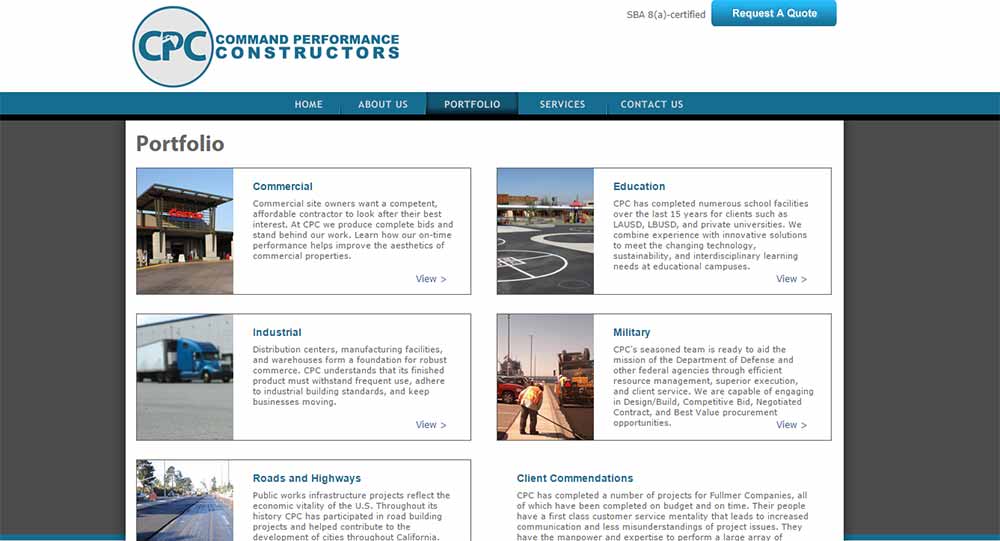 SBA 8(a)-certified
Request A Quote
CPC
COMMAND PERFORMANCE
CONSTRUCTORS
HOME
ABOUT US
PORTFOLIO
SERVICES
CONTACT US
Portfolio
Commercial
Commercial site owners want a competent,
affordable contractor to look after their best
interest. At CPC we produce complete bids and
stand behind our work. Learn how our on-time
performance helps improve the aesthetics of
commercial properties.
View >
Education
CPC has completed numerous school facilities
over the last 15 years for clients such as
LAUSD, LBUSD, and private universities. We
combine experience with innovative solutions
to meet the changing technology,
sustainability, and interdisciplinary learning
needs at educational campuses.
View >
Industrial
Distribution centers, manufacturing facilities,
and warehouses form a foundation for robust
commerce. CPC understands that its finished
product must withstand frequent use, adhere
to industrial building standards, and keep
businesses moving.
View >
Military
CPC's seasoned team is ready to aid the
mission of the Department of Defense and
other federal agencies through efficient
resource management, superior execution,
and client service. We are capable of engaging
in Design/Build, Competitive Bid, Negotiated
Contract, and Best Value procurement
opportunities.
View >
Roads and Highways
Public works infrastructure projects reflect the
economic vitality of the U.S. Throughout its
history CPC has participated in road building
projects and helped contribute to the
development of cities throughout California.
Client Commendations
CPC has completed a number of projects for Fullmer Companies, all
of which have been completed on budget and on time. Their people
have a first class customer service mentality that leads to increased
communication and less misunderstandings of project issues. They
have the manpower and expertise to perform a large array of